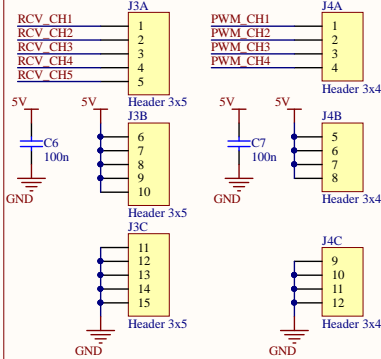 J3A
RCV_CH1 1
RCV_CH2 2
RCV_CH3 3
RCV_CH4 4
RCV_CH5 5
Header 3x5
J4A
PWM_CH1 1
PWM_CH2 2
PWM_CH3 3
PWM_CH4 4
Header 3x4
5V
C6
100n
GND
5V
J3B
6
7
8
9
10
Header 3x5
5V
C7
100n
GND
5V
J4B
5
6
7
8
Header 3x4
J3C
11
12
13
14
15
Header 3x5
GND
J4C
9
10
11
12
Header 3x4
GND